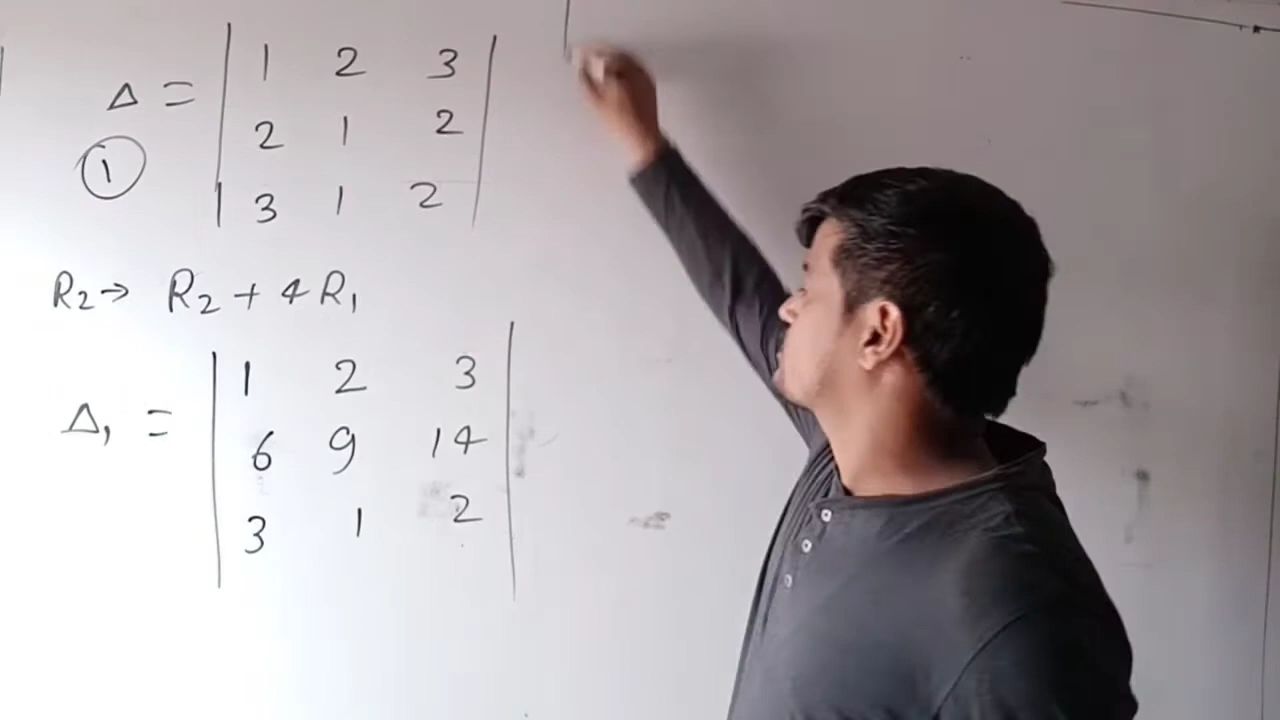 Δ = | 1 2 3 |
| 2 1 2 |
① | 3 1 2 |
R₂→ R₂ + 4R₁
Δ₁ = | 1 2 3 |
| 6 9 14 |
| 3 1 2 |